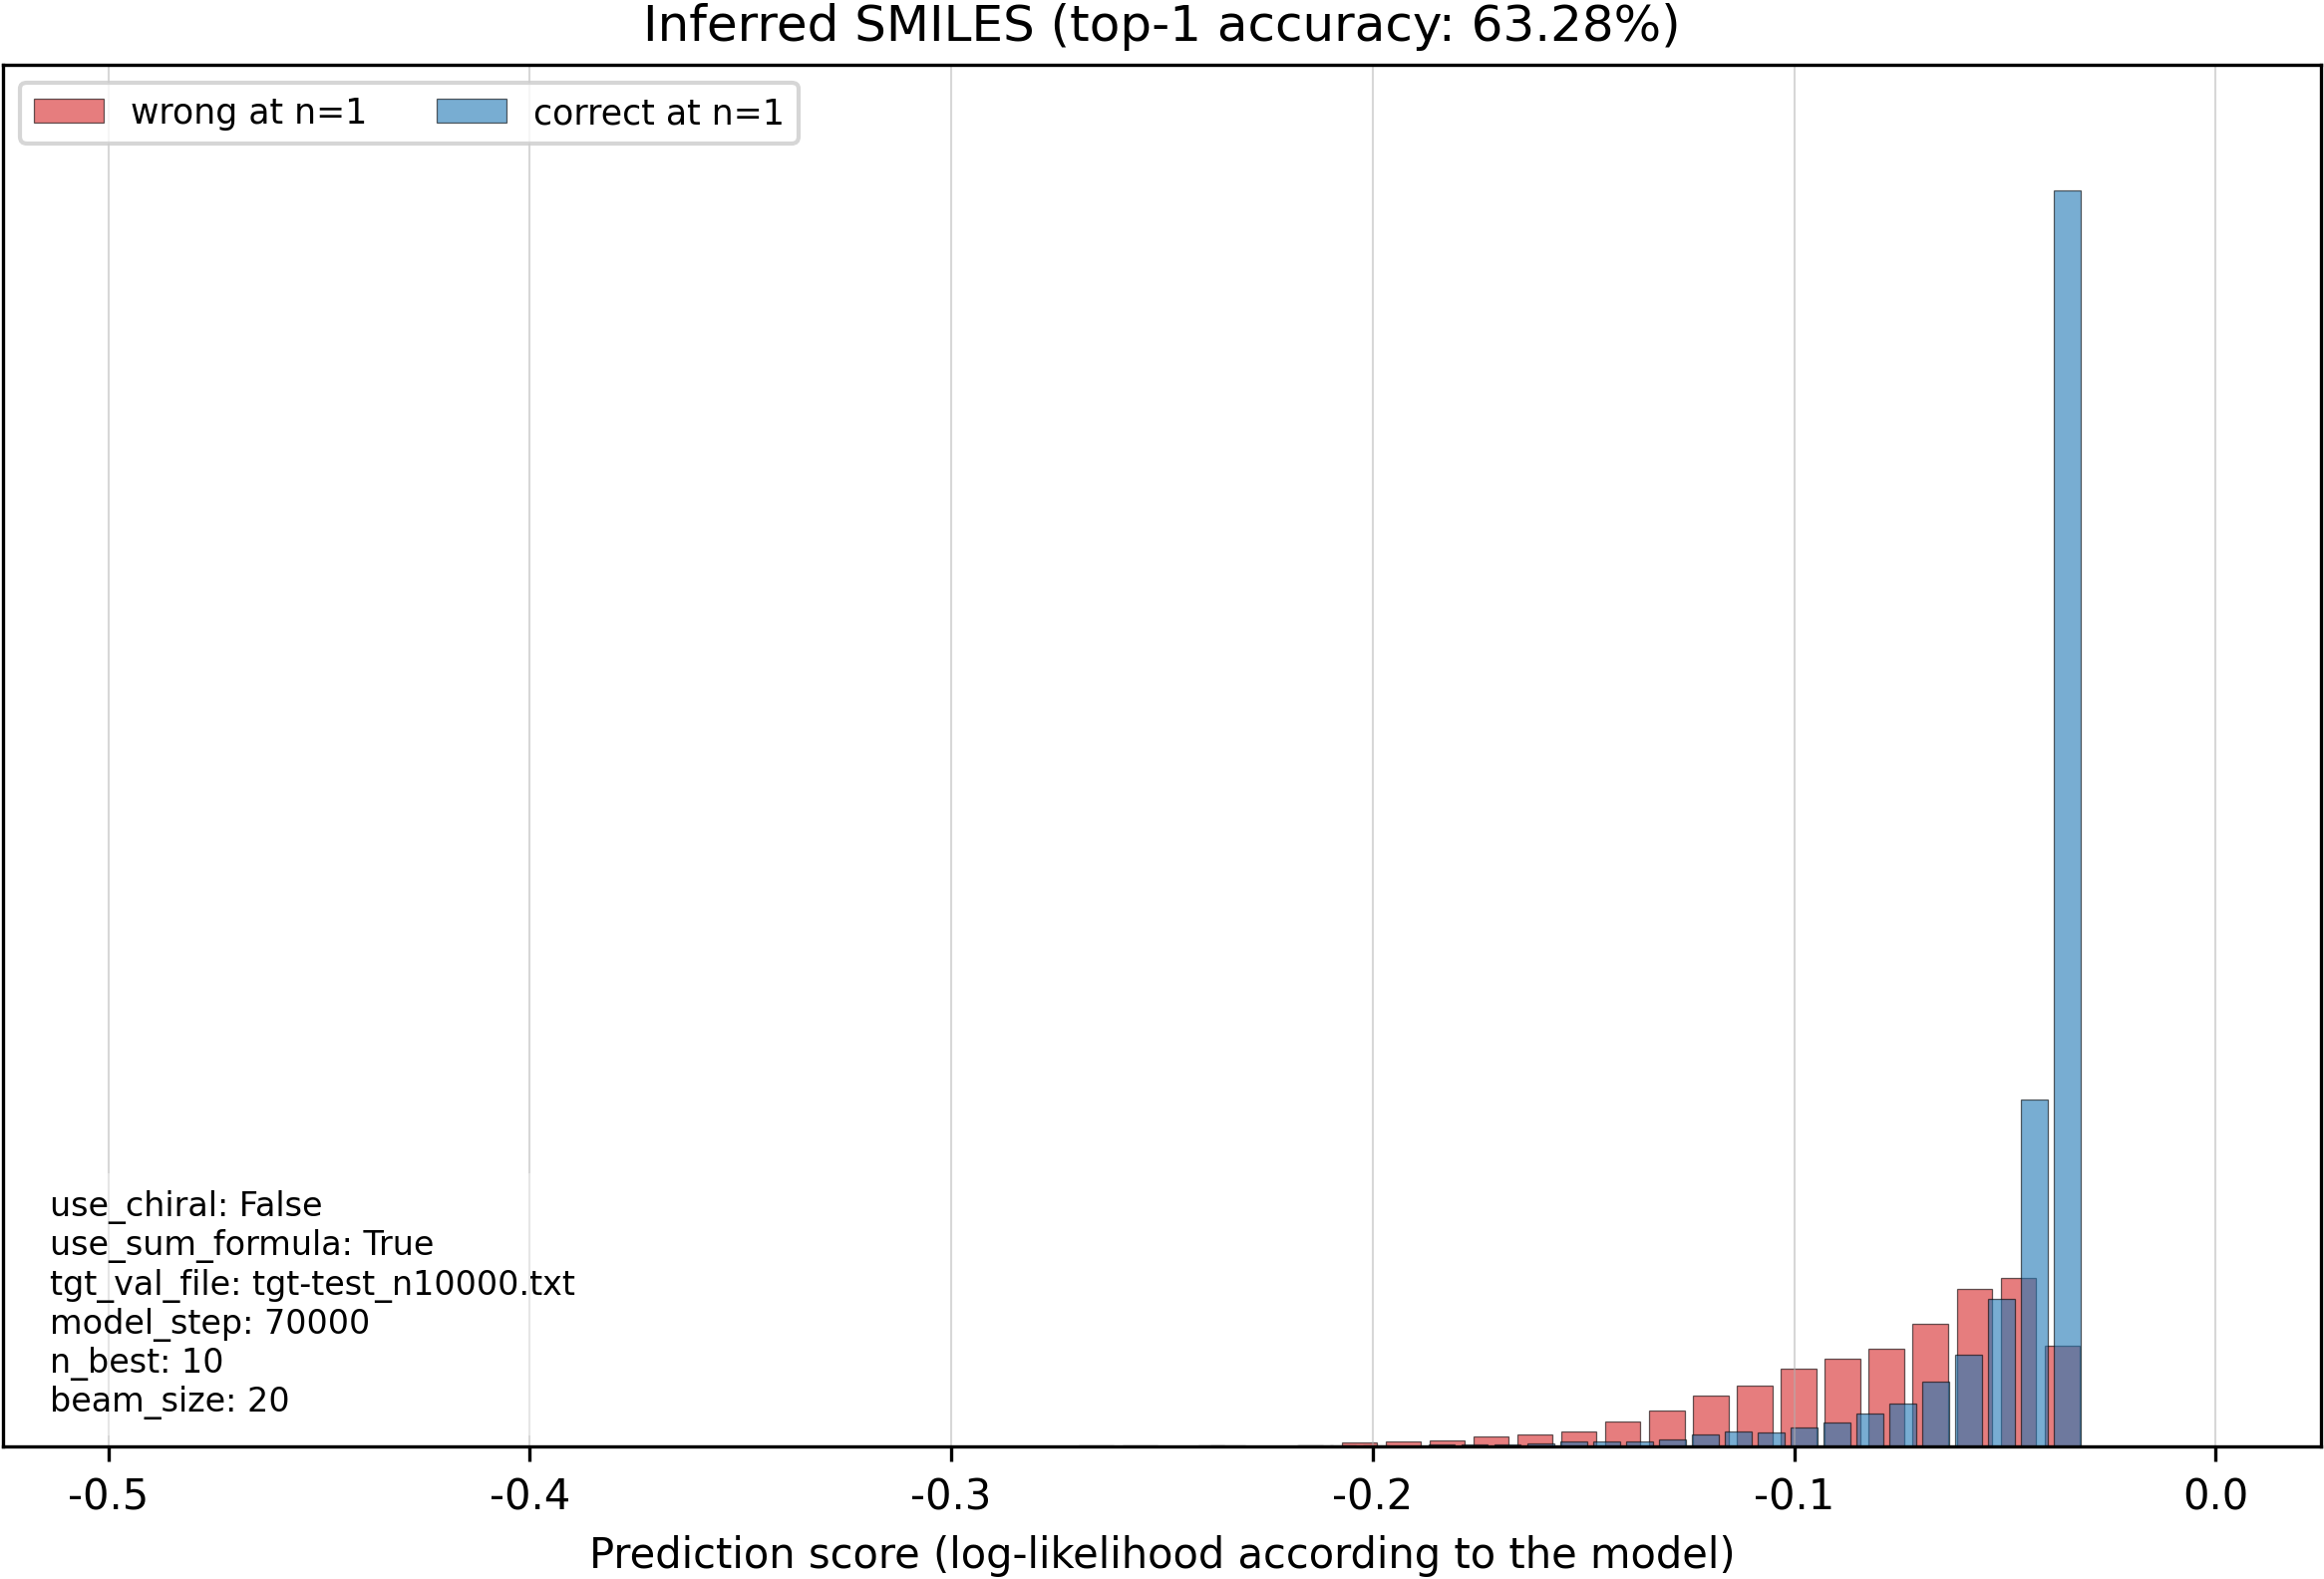 Inferred SMILES (top-1 accuracy: 63.28%)
wrong at n=1 correct at n=1
use_chiral: False
use_sum_formula: True
tgt_val_file: tgt-test_n10000.txt
model_step: 70000
n_best: 10
beam_size: 20
-0.5 -0.4 -0.3 -0.2 -0.1 0.0
Prediction score (log-likelihood according to the model)